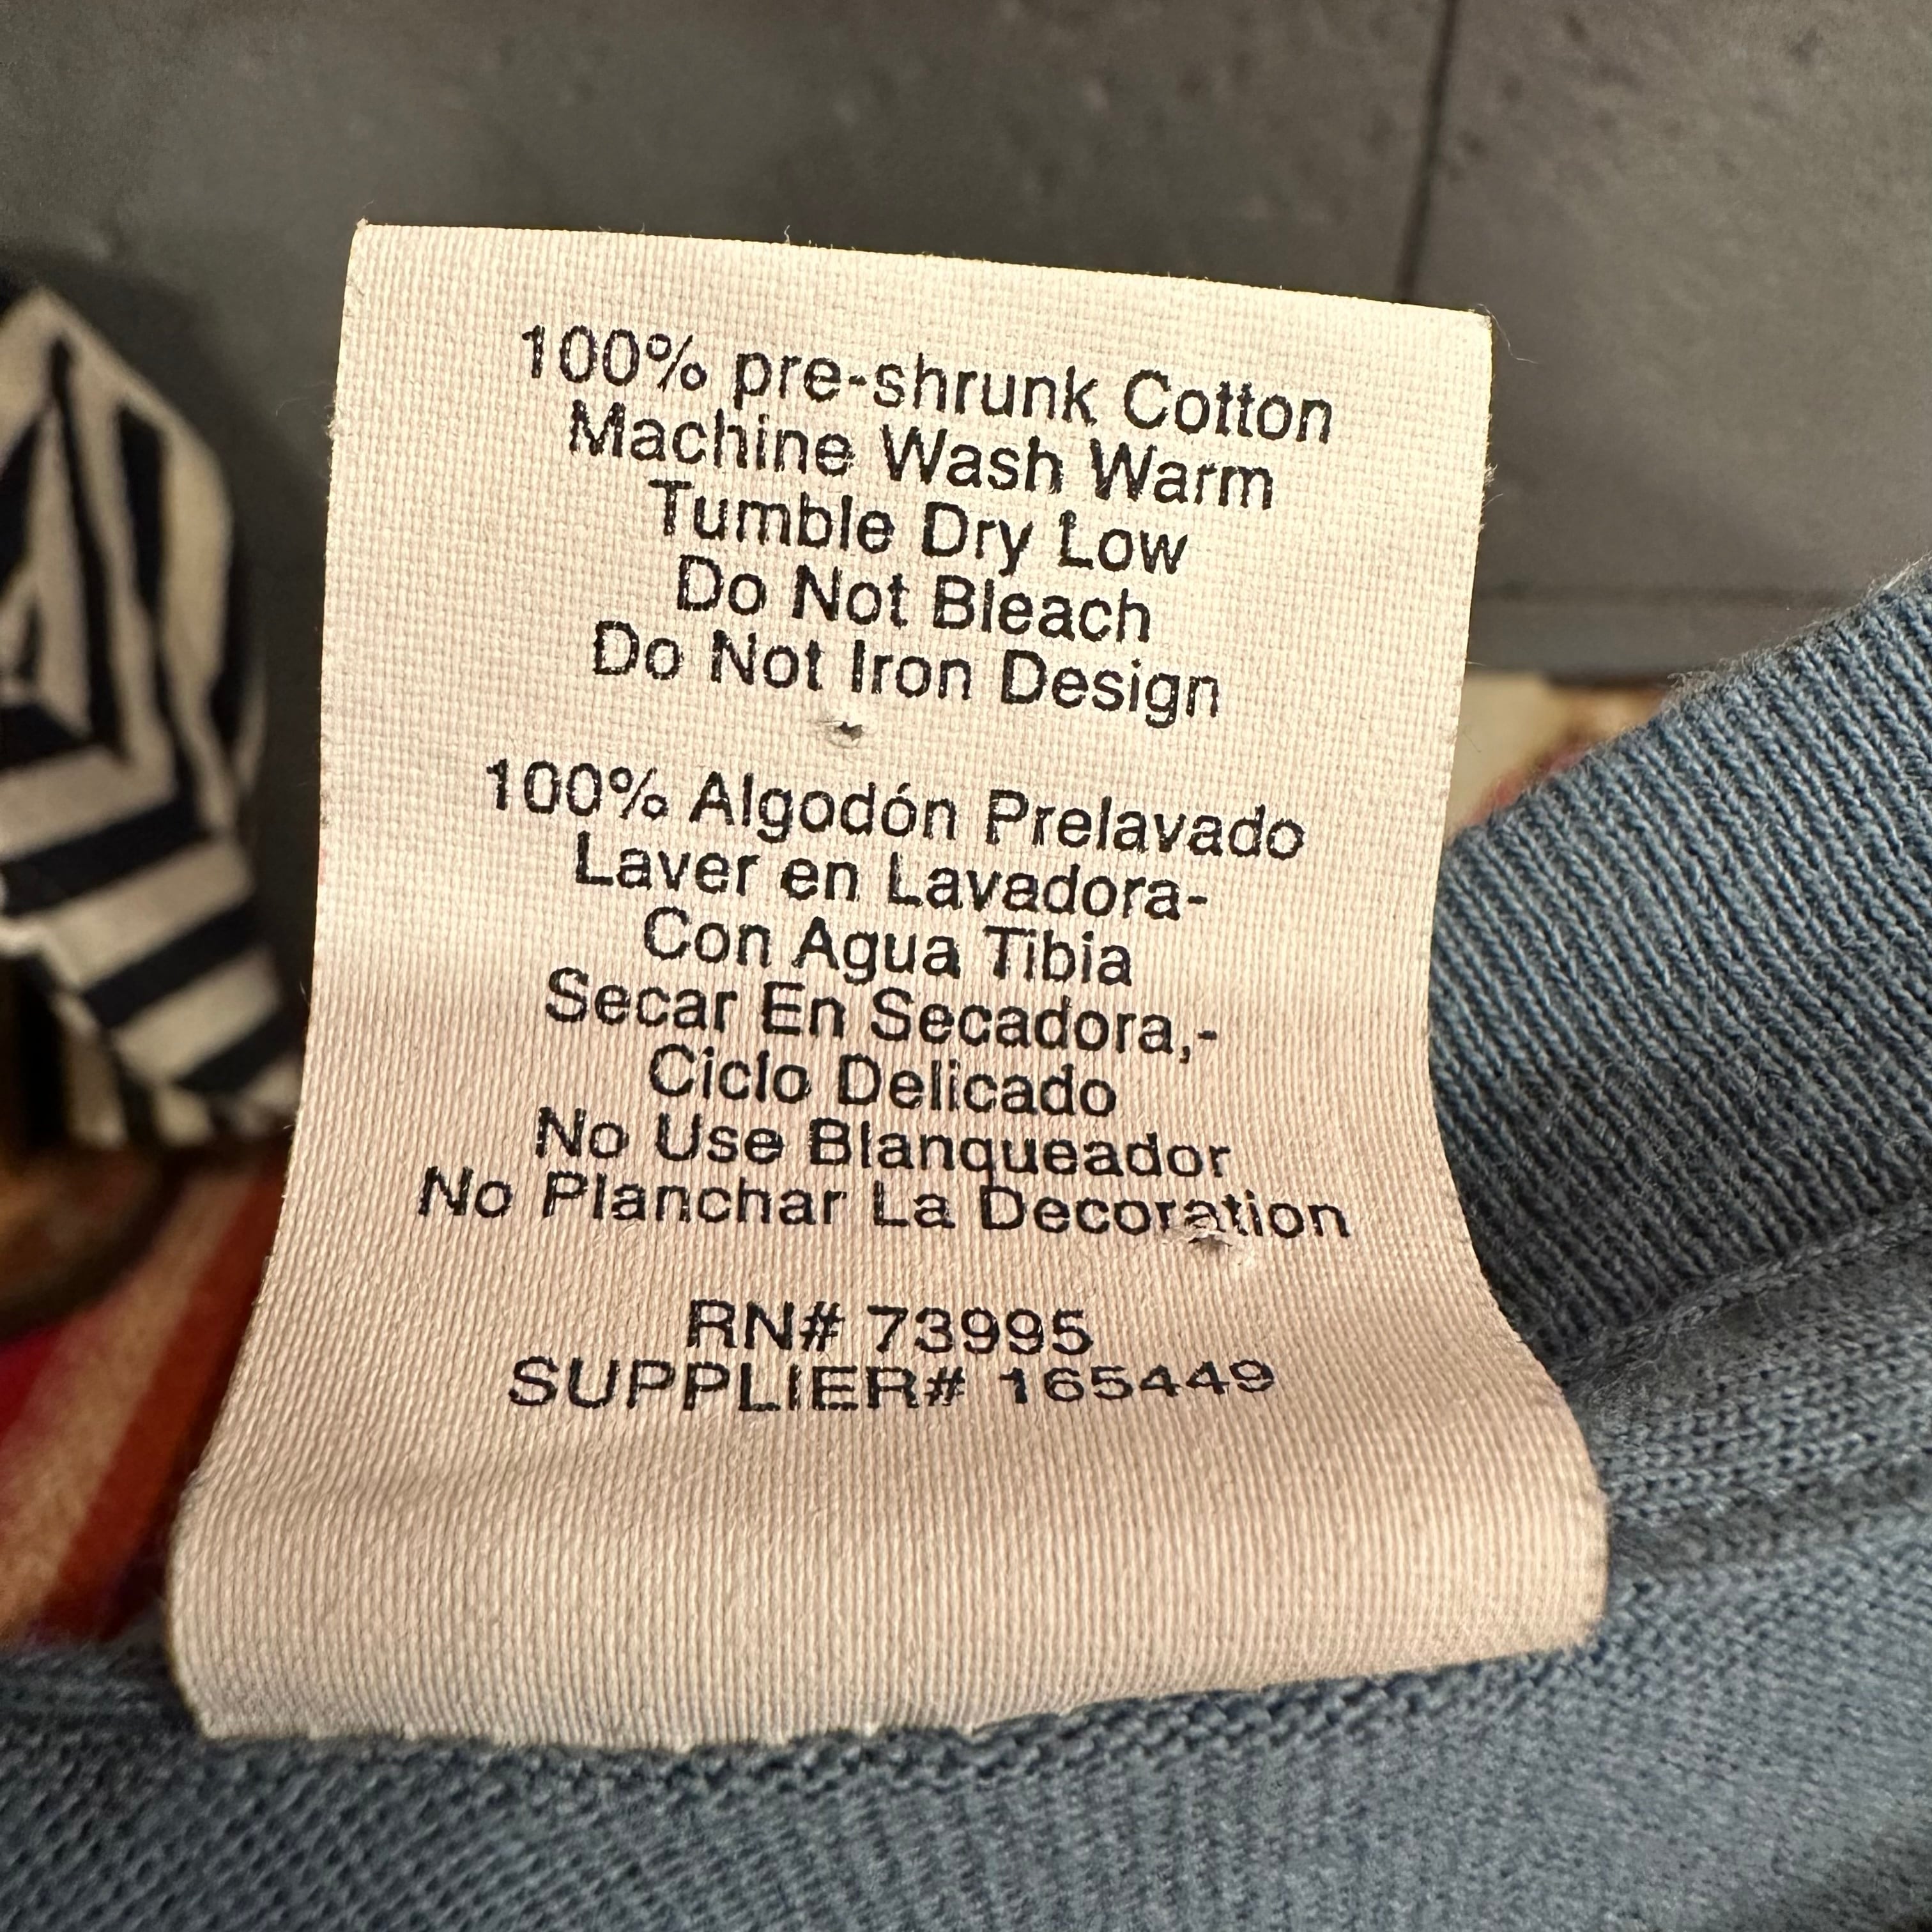 100% pre-shrunk Cotton
Machine Wash Warm
Tumble Dry Low
Do Not Bleach
Do Not Iron Design
100% Algodón Prelavado
Laver en Lavadora-
Con Agua Tibia
Secar En Secadora,-
Ciclo Delicado
No Use Blanqueador
No Planchar La Decoration
RN# 73995
SUPPLIER# 165449